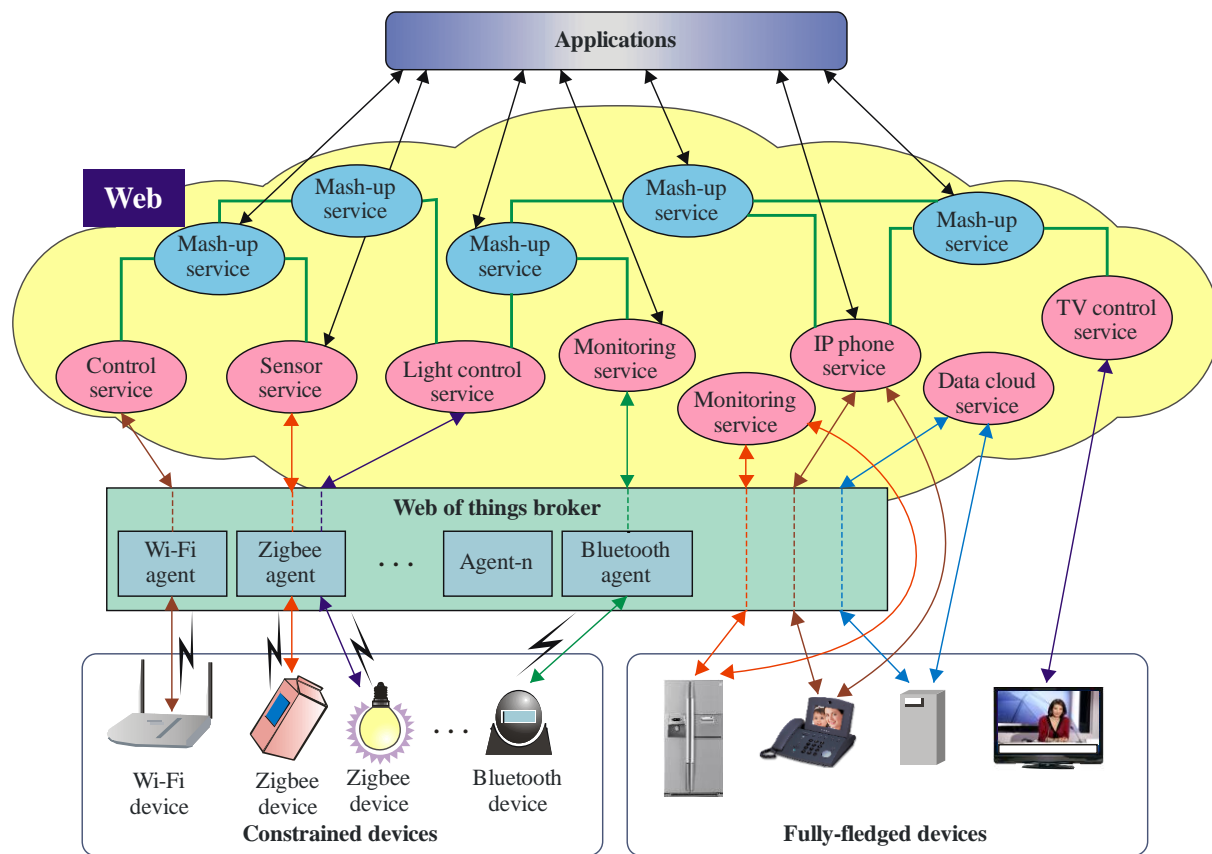 Applications
Web
Mash-up
service
Mash-up
service
Mash-up
service
Mash-up
service
Mash-up
service
Control
service
Sensor
service
Light control
service
Monitoring
service
Monitoring
service
IP phone
service
Data cloud
service
TV control
service
Web of things broker
Wi-Fi
agent
Zigbee
agent
. . .
Agent-n
Bluetooth
agent
. . .
Wi-Fi
device
Zigbee
device
Zigbee
device
Bluetooth
device
Constrained devices
Fully-fledged devices